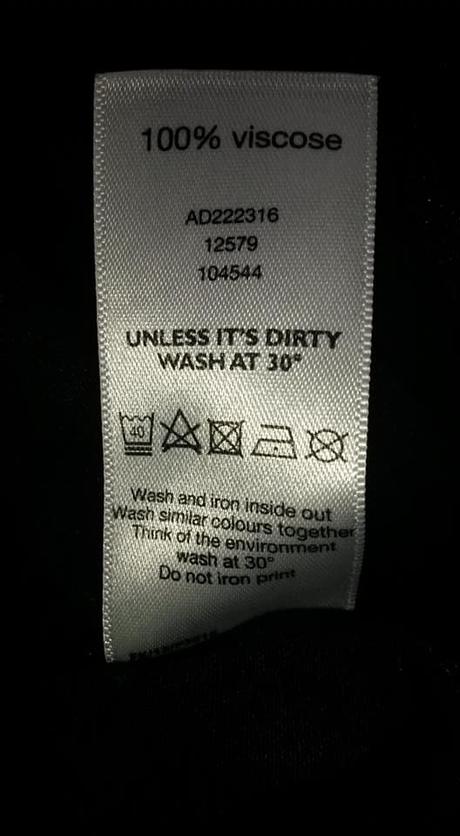 100% viscose
AD222316
12579
104544
UNLESS IT'S DIRTY
WASH AT 30°
40
Wash and iron inside out
Wash similar colours together
Think of the environment
wash at 30°
Do not iron print